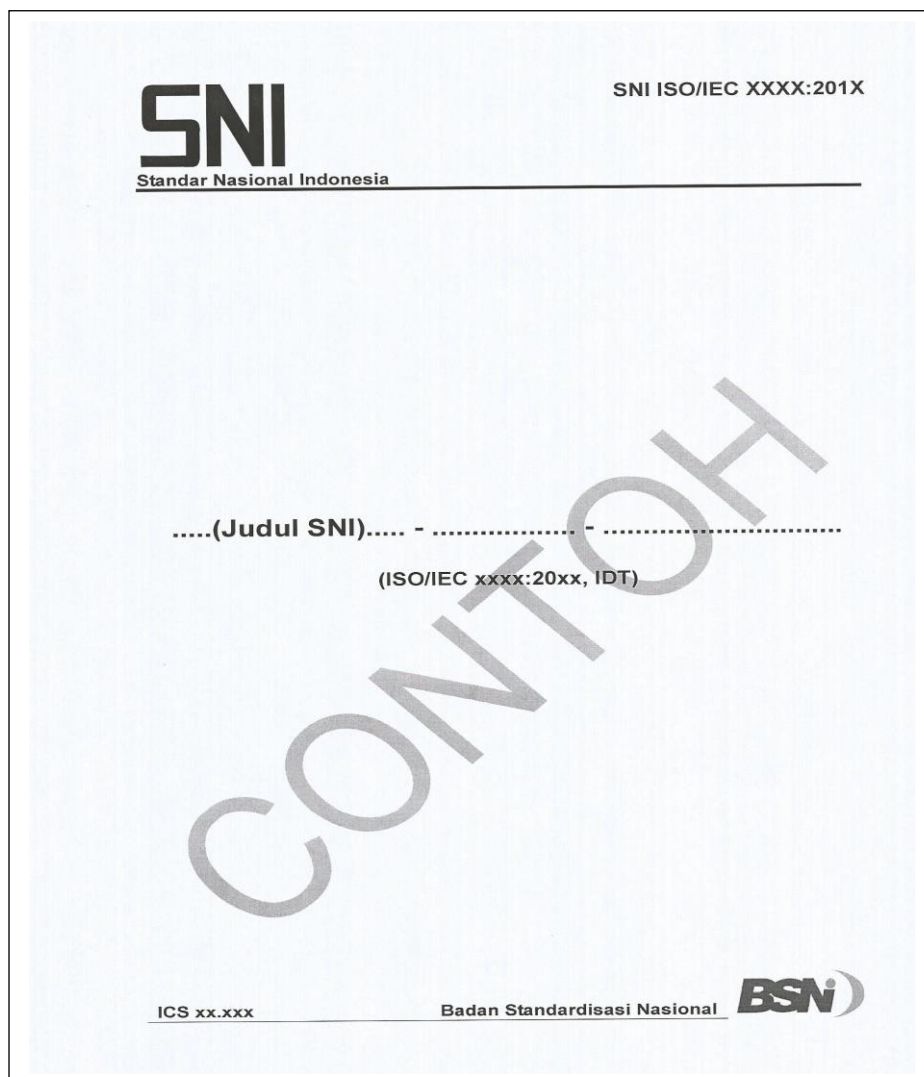 SNI
SNI ISO/IEC XXXX:201X
Standar Nasional Indonesia
.....(Judul SNI)..... - .................. - ..............................
(ISO/IEC xxxx:20xx, IDT)
CONTOH
ICS xx.xxx
Badan Standardisasi Nasional
BSN